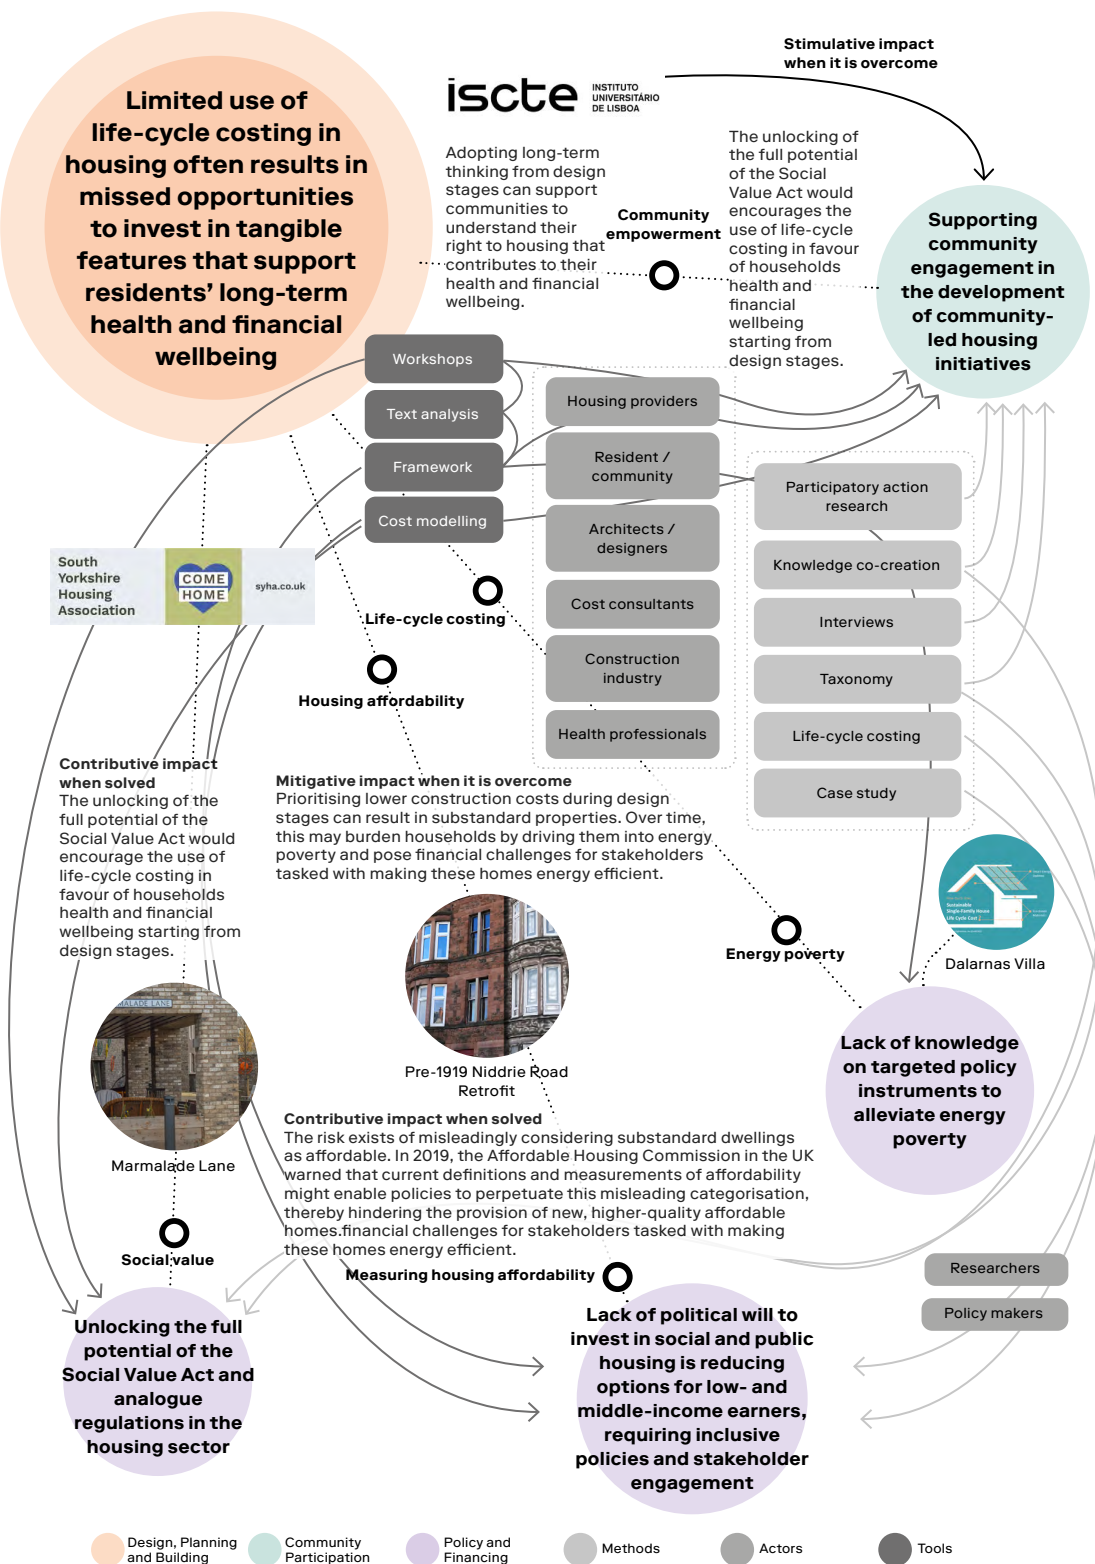 Limited use of
life-cycle costing in
housing often results in
missed opportunities
to invest in tangible
features that support
residents' long-term
health and financial
wellbeing
iscte
INSTITUTO
UNIVERSITÁRIO
DE LISBOA
Stimulative impact
when it is overcome
Adopting long-term
thinking from design
stages can support
communities to
understand their
right to housing that
contributes to their
health and financial
wellbeing.
Community
empowerment
The unlocking of
the full potential
of the Social
Value Act would
encourages the
use of life-cycle
costing in favour
of households
health and
financial
wellbeing
starting from
design stages.
Supporting
community
engagement in
the development
of community-
led housing
initiatives
Workshops
Text analysis
Framework
Cost modelling
Housing providers
Resident /
community
Architects /
designers
Cost consultants
Construction
industry
Health professionals
Participatory action
research
Knowledge co-creation
Interviews
Taxonomy
Life-cycle costing
Case study
South
Yorkshire
Housing
Association
COME
HOME
syha.co.uk
Life-cycle costing
Housing affordability
Contributive impact
when solved
The unlocking of the
full potential of the
Social Value Act would
encourage the use of
life-cycle costing in
favour of households
health and financial
wellbeing starting from
design stages.
Mitigative impact when it is overcome
Prioritising lower construction costs during design
stages can result in substandard properties. Over time,
this may burden households by driving them into energy
poverty and pose financial challenges for stakeholders
tasked with making these homes energy efficient.
Energy poverty
Sustainable
Single-Family House
Life Cycle Cost
Dalarnas Villa
MALADE LANE
Marmalade Lane
Pre-1919 Niddrie Road
Retrofit
Lack of knowledge
on targeted policy
instruments to
alleviate energy
poverty
Contributive impact when solved
The risk exists of misleadingly considering substandard dwellings
as affordable. In 2019, the Affordable Housing Commission in the UK
warned that current definitions and measurements of affordability
might enable policies to perpetuate this misleading categorisation,
thereby hindering the provision of new, higher-quality affordable
homes.financial challenges for stakeholders tasked with making
these homes energy efficient.
Social value
Measuring housing affordability
Researchers
Policy makers
Unlocking the full
potential of the
Social Value Act and
analogue
regulations in the
housing sector
Lack of political will to
invest in social and public
housing is reducing
options for low- and
middle-income earners,
requiring inclusive
policies and stakeholder
engagement
Design, Planning
and Building
Community
Participation
Policy and
Financing
Methods
Actors
Tools